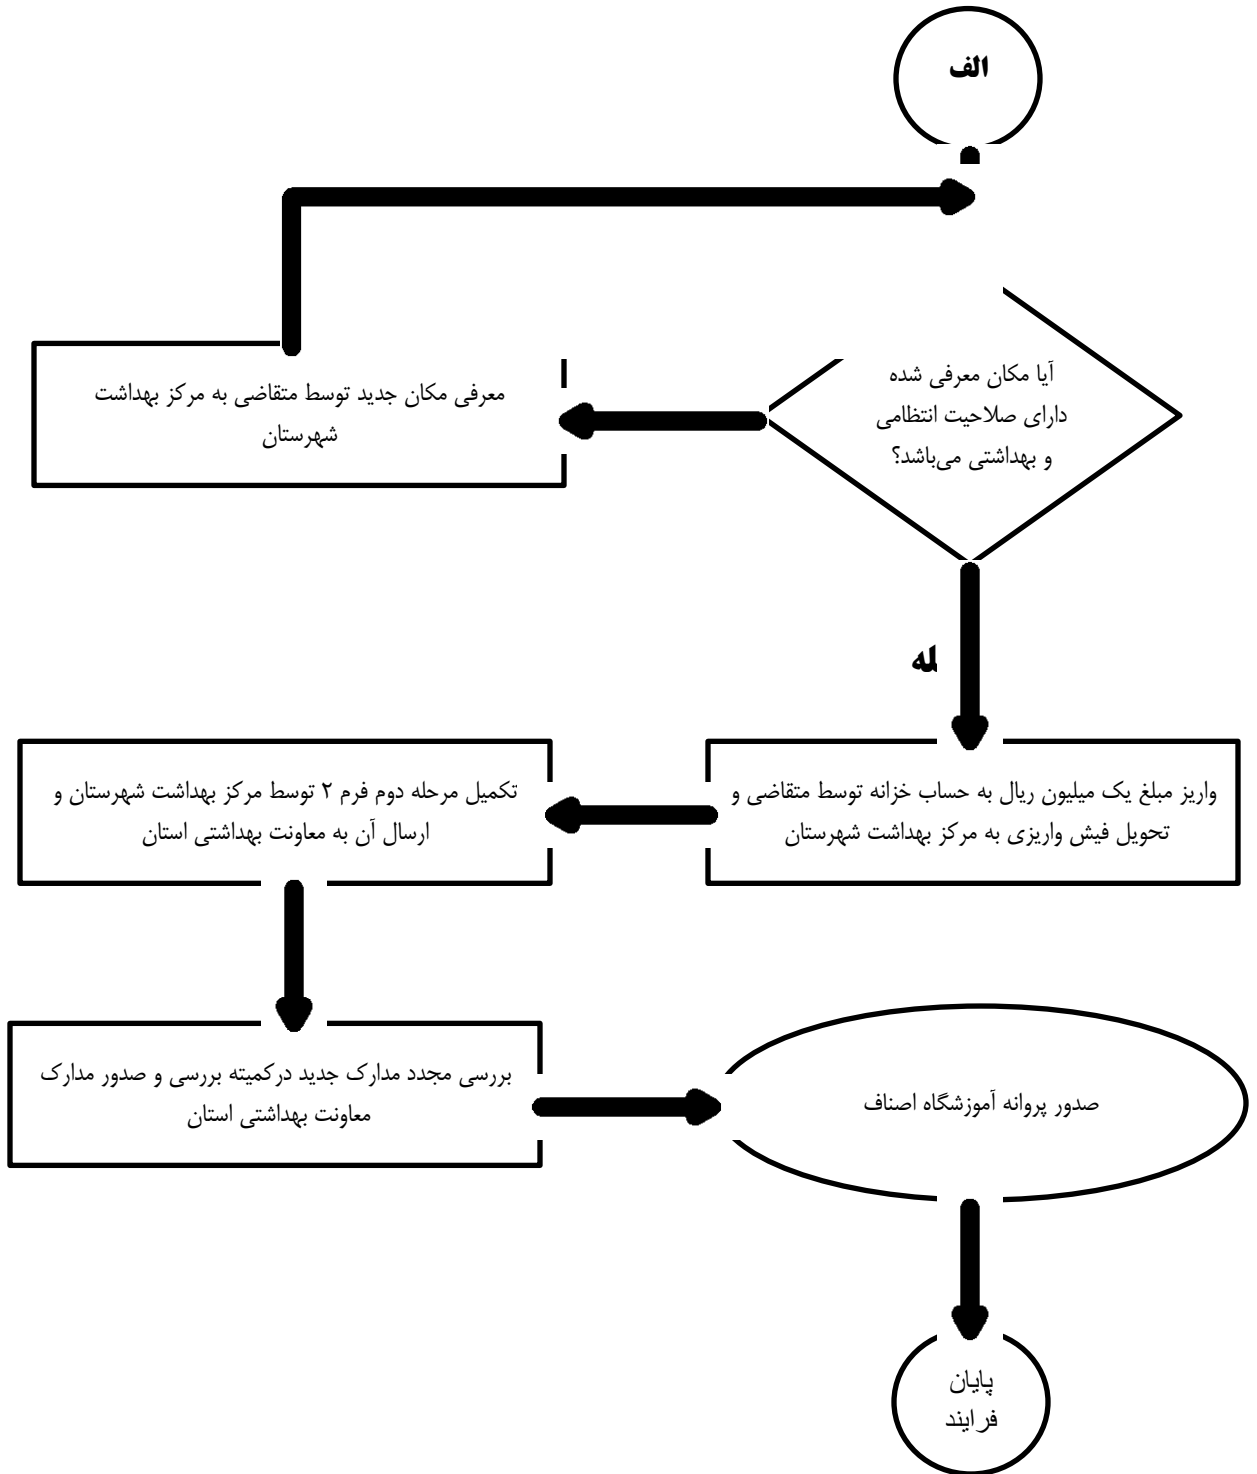 الف
آیا مکان معرفی شده
دارای صلاحیت انتظامی
و بهداشتی می‌باشد؟
معرفی مکان جدید توسط متقاضی به مرکز بهداشت
شهرستان
بله
واریز مبلغ یک میلیون ریال به حساب خزانه توسط متقاضی و
تحویل فیش واریزی به مرکز بهداشت شهرستان
تکمیل مرحله دوم فرم ۲ توسط مرکز بهداشت شهرستان و
ارسال آن به معاونت بهداشتی استان
بررسی مجدد مدارک جدید درکمیته بررسی و صدور مدارک
معاونت بهداشتی استان
صدور پروانه آموزشگاه اصناف
پایان
فرایند